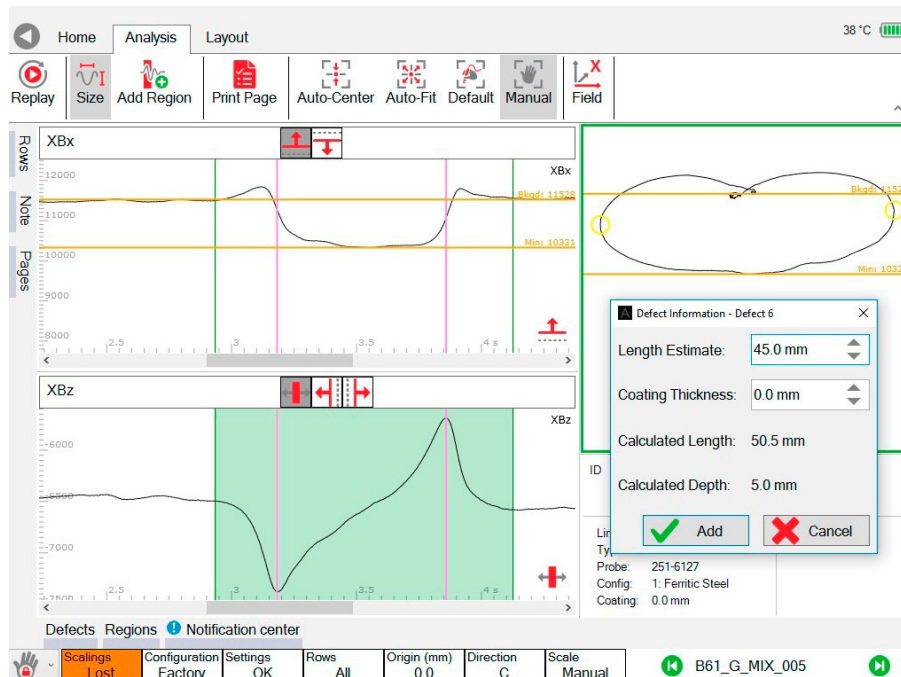 Home Analysis Layout 38 °C
Replay Size Add Region Print Page Auto-Center Auto-Fit Default Manual Field
Rows
Note
Pages
XBx
XBx
12000
11000
10000
9000
8000
Bkgd: 11528
Min: 10331
2.5 3 3.5 4 s
XBz
XBz
-6000
-6500
-7000
-7500
2.5 3 3.5 4 s
Bkgd: 1152
Min: 1033
Defect Information - Defect 6
Length Estimate: 45.0 mm
Coating Thickness: 0.0 mm
Calculated Length: 50.5 mm
Calculated Depth: 5.0 mm
Add Cancel
ID
Lin
Ty
Probe: 251-6127
Config: 1: Ferritic Steel
Coating: 0.0 mm
Defects Regions Notification center
Scalings Configuration Settings Rows Origin (mm) Direction Scale
Lost Factory OK All 0.0 C Manual
B61_G_MIX_005